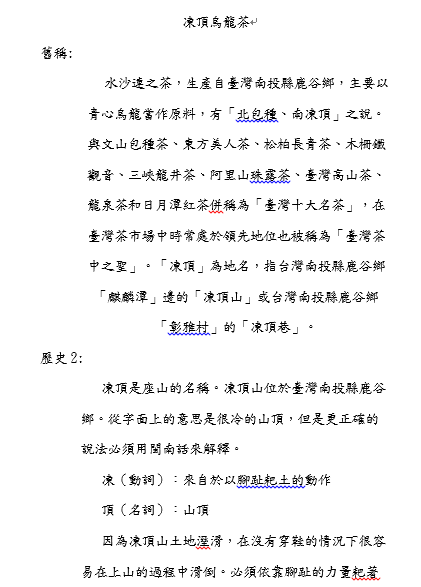 凍頂烏龍茶
舊稱:
水沙連之茶，生產自臺灣南投縣鹿谷鄉，主要以
青心烏龍當作原料，有「北包種、南凍頂」之說。
與文山包種茶、東方美人茶、松柏長青茶、木柵鐵
觀音、三峽龍井茶、阿里山珠露茶、臺灣高山茶、
龍泉茶和日月潭紅茶併稱為「臺灣十大名茶」，在
臺灣茶市場中時常處於領先地位也被稱為「臺灣茶
中之聖」。「凍頂」為地名，指台灣南投縣鹿谷鄉
「麒麟潭」邊的「凍頂山」或台灣南投縣鹿谷鄉
「彰雅村」的「凍頂巷」。
歷史 2:
凍頂是座山的名稱。凍頂山位於臺灣南投縣鹿谷
鄉。從字面上的意思是很冷的山頂，但是更正確的
說法必須用閩南話來解釋。
凍（動詞）：來自於以腳趾耙土的動作
頂（名詞）：山頂
因為凍頂山土地溼滑，在沒有穿鞋的情況下很容
易在上山的過程中滑倒。必須依靠腳趾的力量耙著